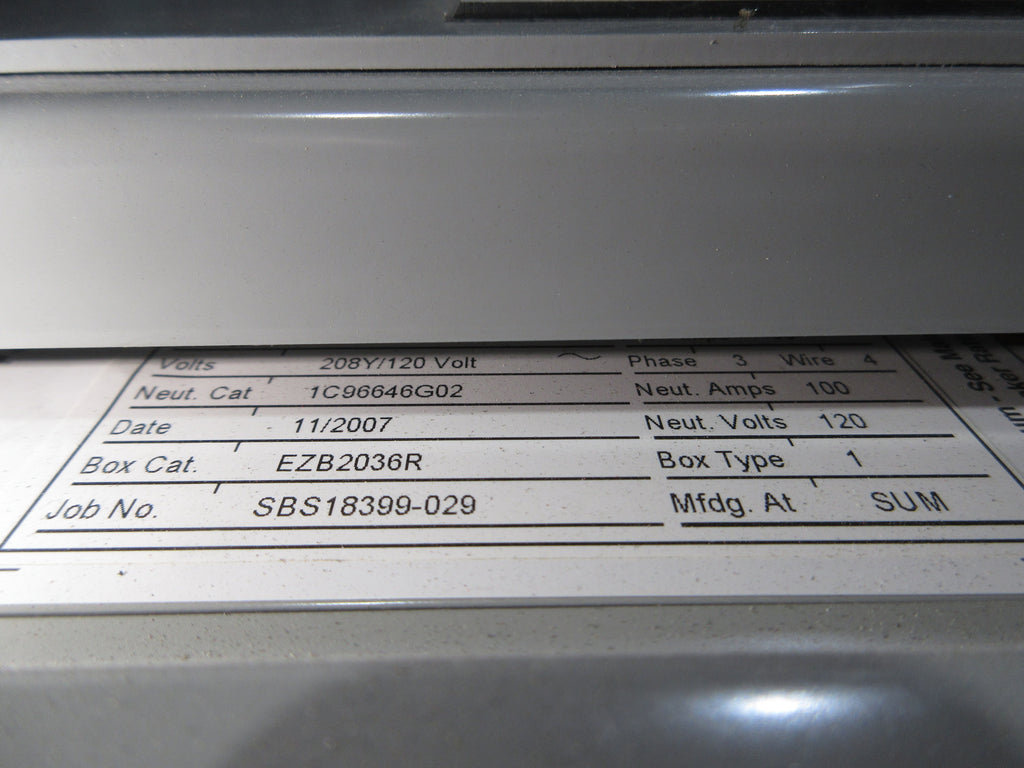 Volts 208Y/120 Volt ~ Phase 3 Wire 4
Neut. Cat 1C96646G02 Neut. Amps 100
Date 11/2007 Neut. Volts 120
Box Cat. EZB2036R Box Type 1
Job No. SBS18399-029 Mfdg. At SUM
- See